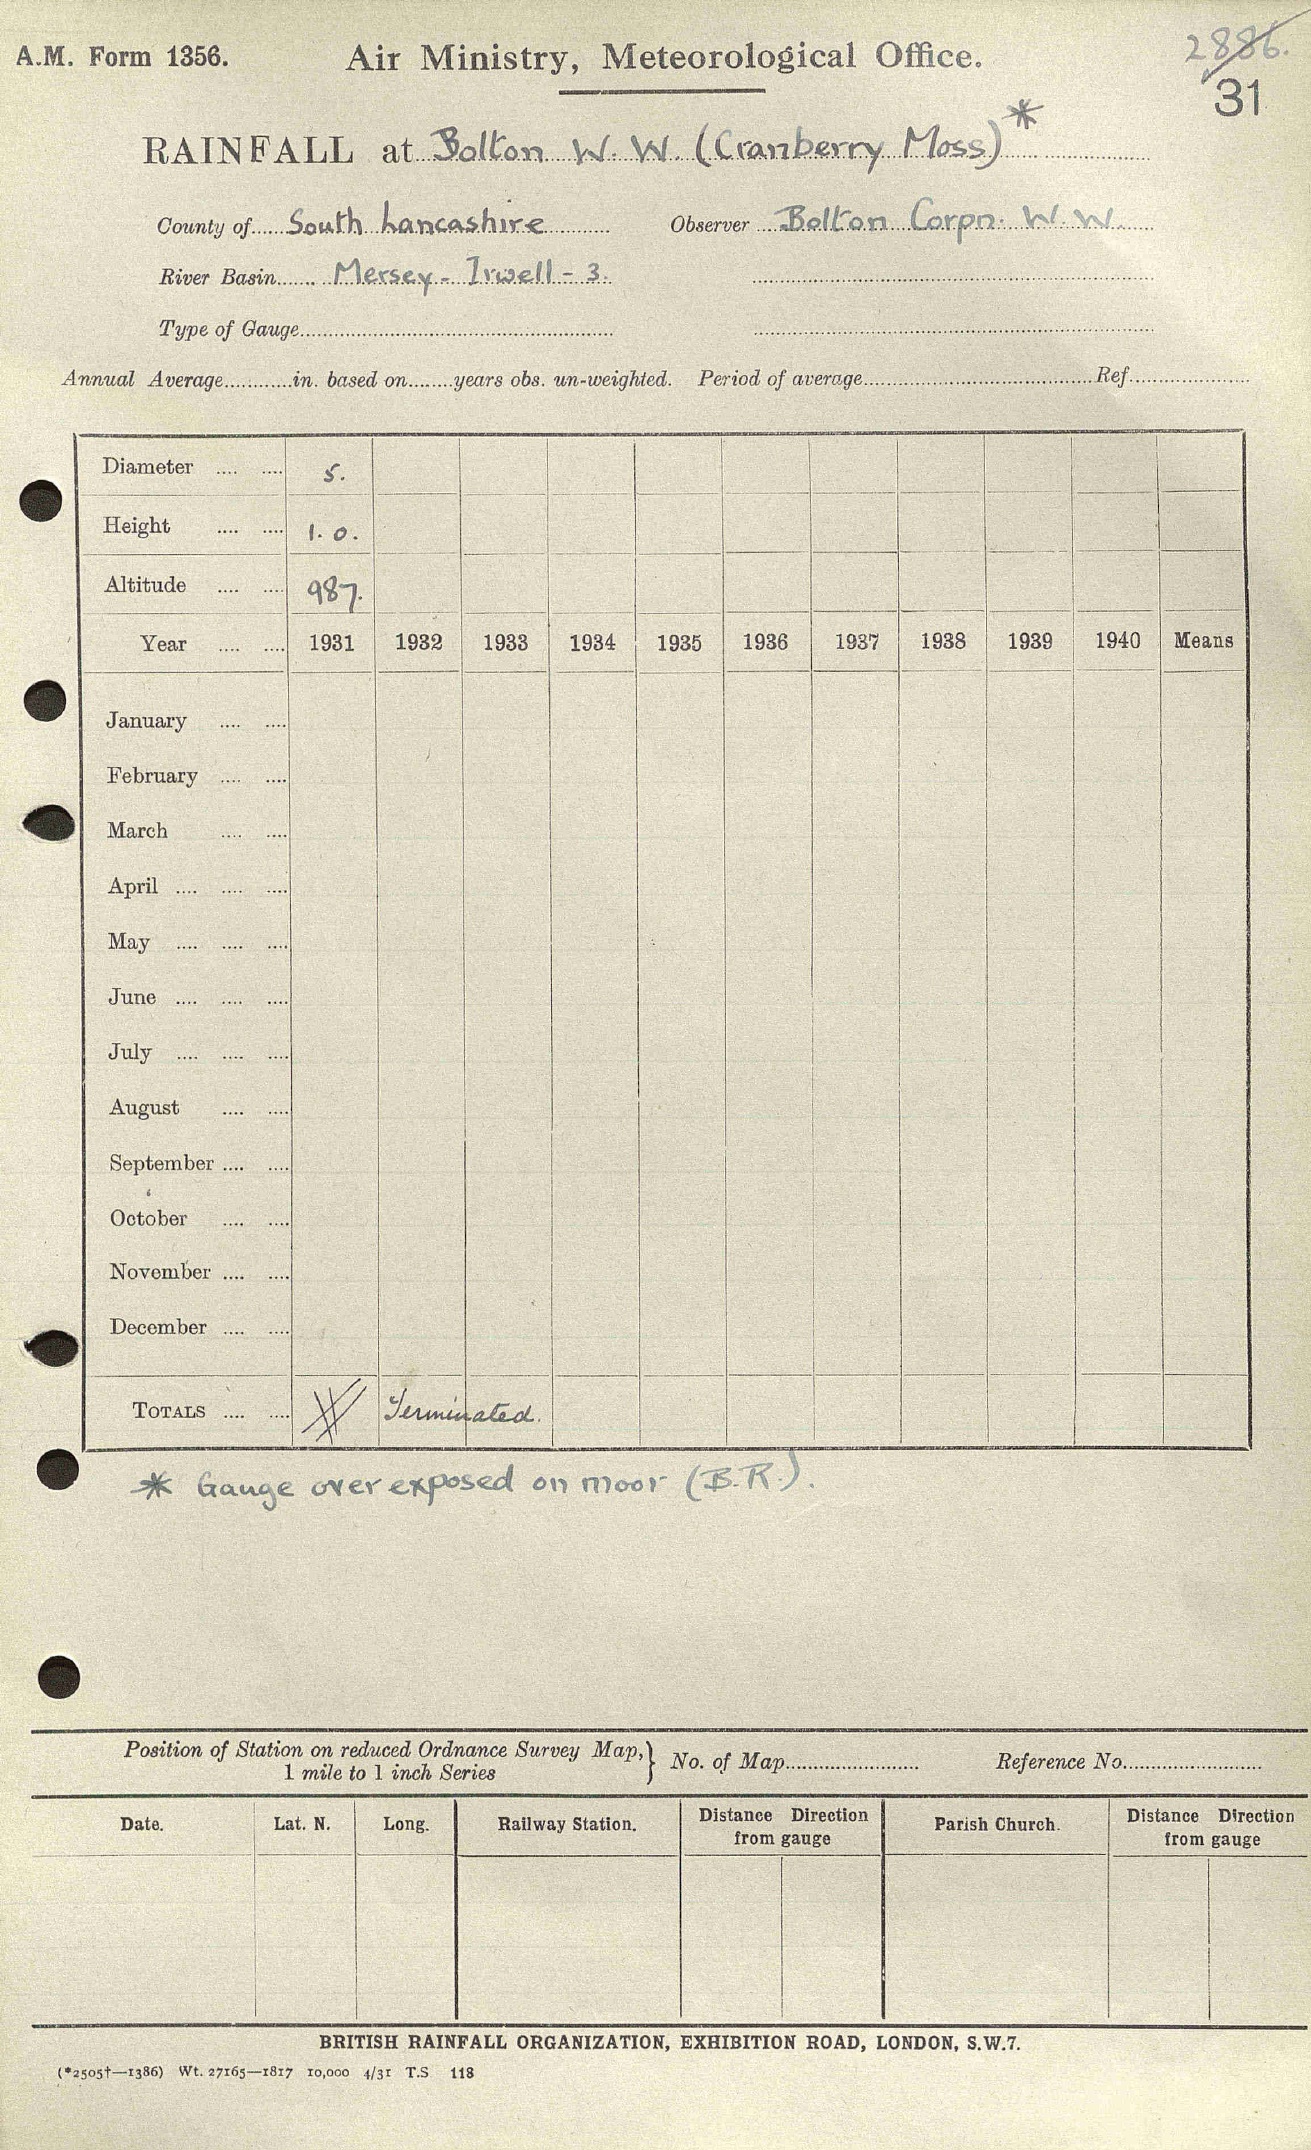 A.M. Form 1356. Air Ministry, Meteorological Office. 2886.
31
RAINFALL at Bolton W. W. (Cranberry Moss) *
County of South Lancashire Observer Bolton Corpn. W. W.
River Basin Mersey - Irwell - 3.
Type of Gauge
Annual Average in. based on years obs. un-weighted. Period of average Ref.
Diameter 5.
Height 1. 0.
Altitude 987.
Year 1931 1932 1933 1934 1935 1936 1937 1938 1939 1940 Means
January
February
March
April
May
June
July
August
September
October
November
December
TOTALS Terminated.
* Gauge over exposed on moor (B.R.).
Position of Station on reduced Ordnance Survey Map, } No. of Map Reference No.
1 mile to 1 inch Series
Date. Lat. N. Long. Railway Station. Distance Direction from gauge Parish Church. Distance Direction from gauge
BRITISH RAINFALL ORGANIZATION, EXHIBITION ROAD, LONDON, S.W.7.
(*2505†—1386) Wt. 27165—1817 10,000 4/31 T.S 118